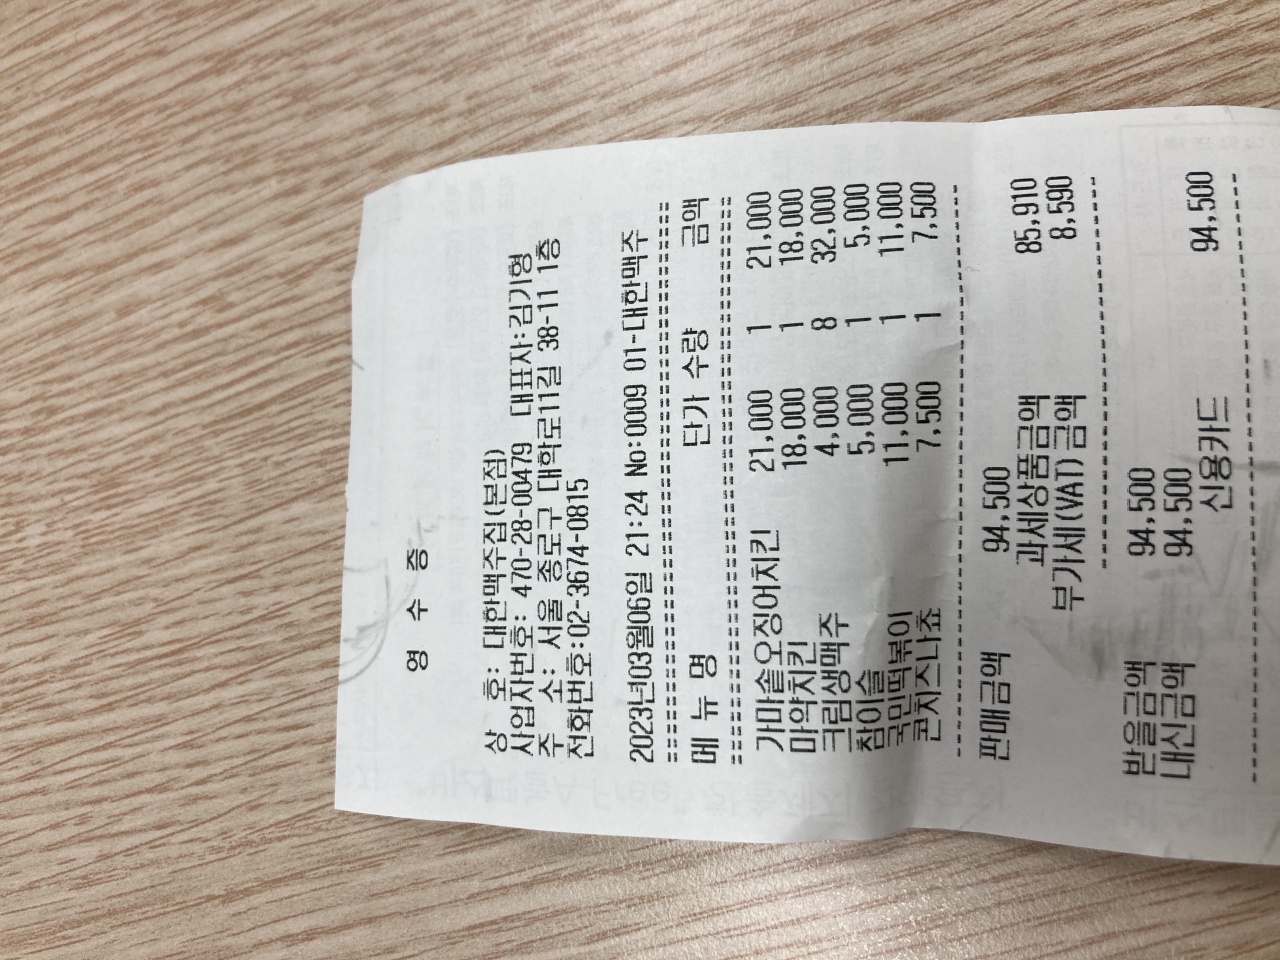 영 수 증
상 호: 대한맥주집(본점)
사업자번호: 470-28-00479 대표자:김기형
주 소: 서울 종로구 대학로11길 38-11 1층
전화번호:02-3674-0815
2023년03월06일 21:24 No:0009 01-대한맥주
메 뉴 명 단가 수량 금액
가마솥오징어치킨 21,000 1 21,000
마약치킨 18,000 1 18,000
크림생맥주 4,000 8 32,000
참이슬 5,000 1 5,000
국민떡볶이 11,000 1 11,000
콘치즈나쵸 7,500 1 7,500
판매금액 94,500
과세상품금액 85,910
부가세(VAT)금액 8,590
받을금액 94,500
내신금액 94,500
신용카드 94,500